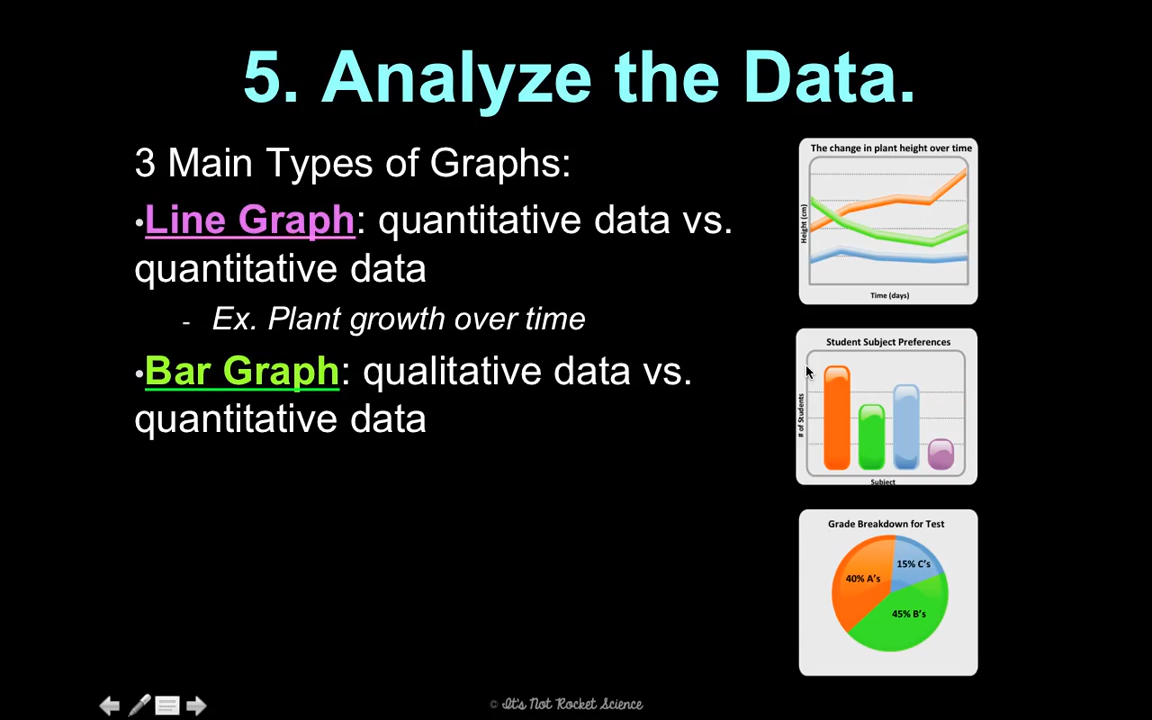 5. Analyze the Data.
3 Main Types of Graphs:
•Line Graph: quantitative data vs.
quantitative data
- Ex. Plant growth over time
•Bar Graph: qualitative data vs.
quantitative data
The change in plant height over time
Height (cm)
Time (days)
Student Subject Preferences
# of Students
Subject
Grade Breakdown for Test
40% A's
15% C's
45% B's
© It's Not Rocket Science